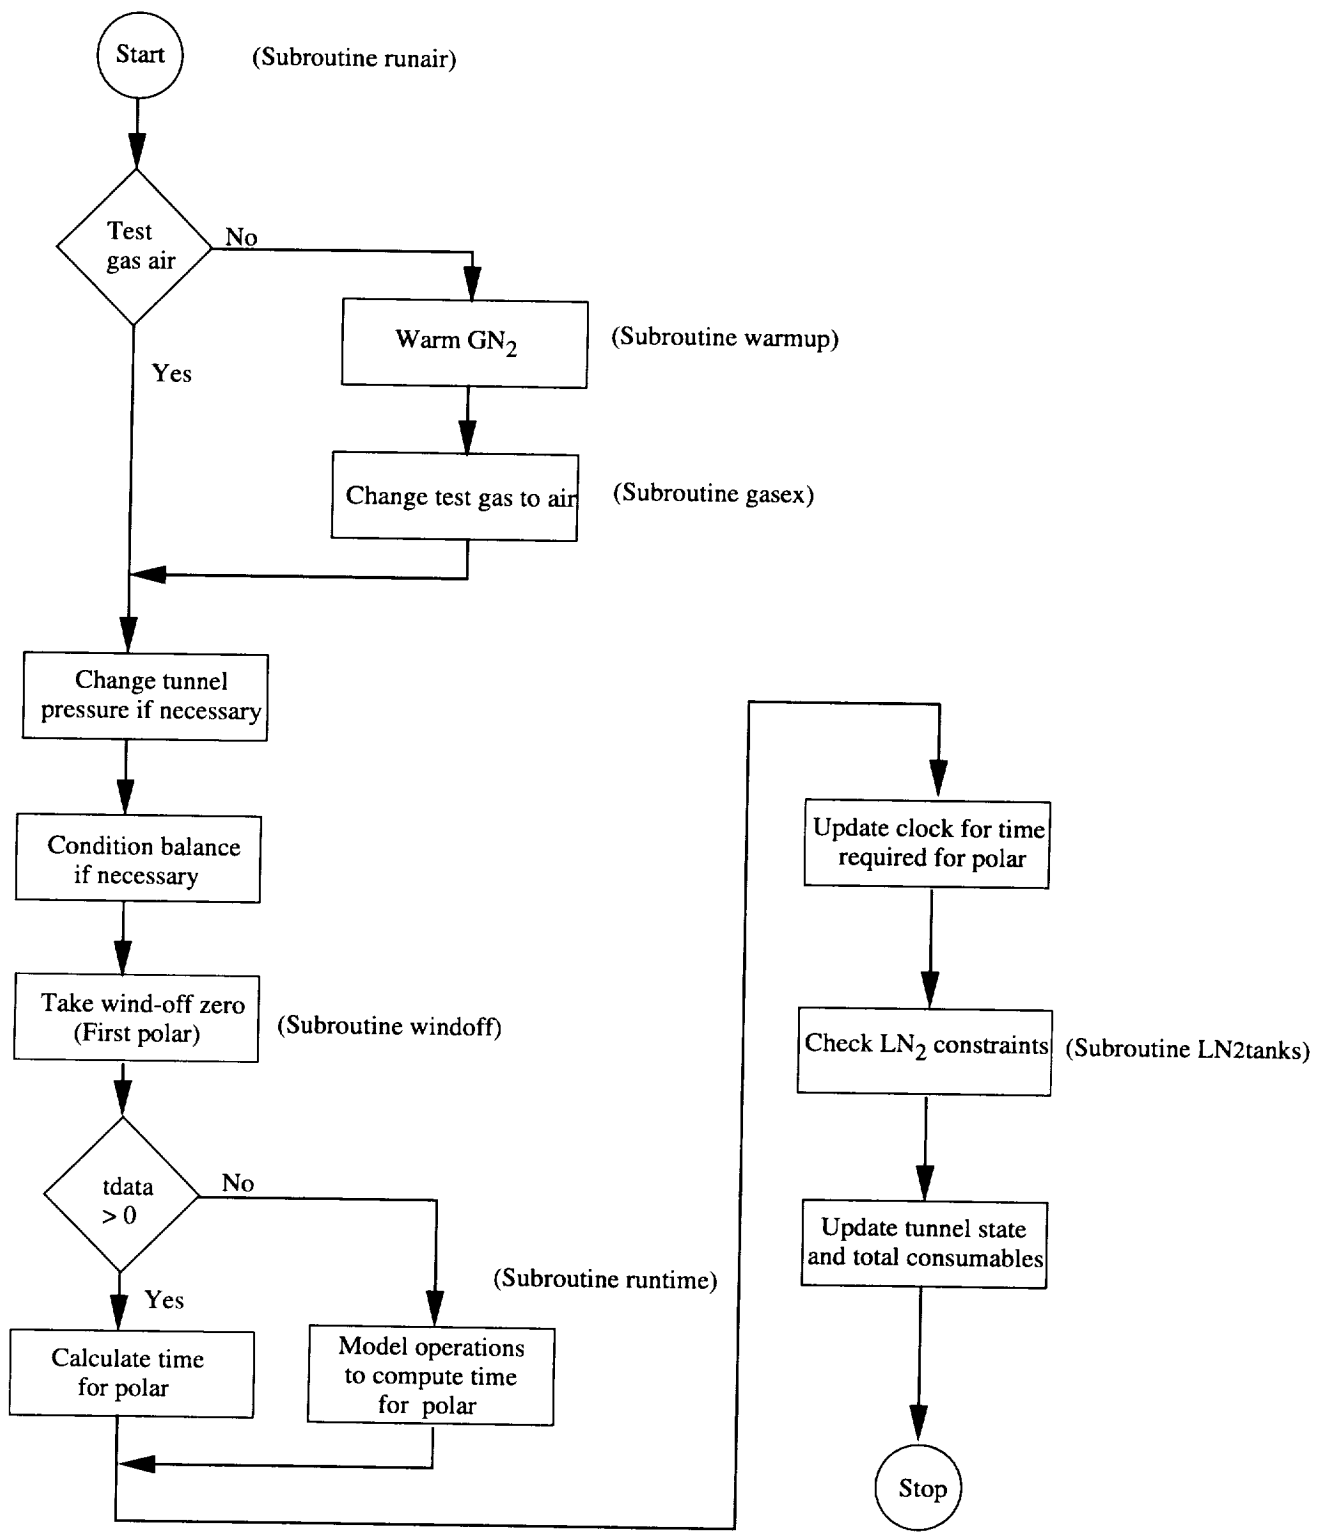 Start
(Subroutine runair)
Test
gas air
No
Yes
Warm GN2
(Subroutine warmup)
Change test gas to air
(Subroutine gasex)
Change tunnel
pressure if necessary
Condition balance
if necessary
Take wind-off zero
(First polar)
(Subroutine windoff)
tdata
> 0
No
Yes
(Subroutine runtime)
Calculate time
for polar
Model operations
to compute time
for polar
Update clock for time
required for polar
Check LN2 constraints
(Subroutine LN2tanks)
Update tunnel state
and total consumables
Stop